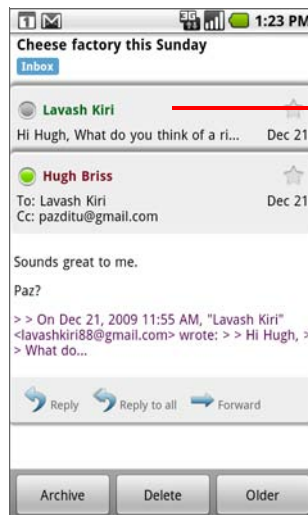 1
3G
1:23 PM
Cheese factory this Sunday
Inbox
Lavash Kiri
Hi Hugh, What do you think of a ri... Dec 21
Hugh Briss
To: Lavash Kiri Dec 21
Cc: pazditu@gmail.com
Sounds great to me.
Paz?
> > On Dec 21, 2009 11:55 AM, "Lavash Kiri"
<lavashkiri88@gmail.com> wrote: > > Hi Hugh, >
> What do...
Reply Reply to all Forward
Archive Delete Older